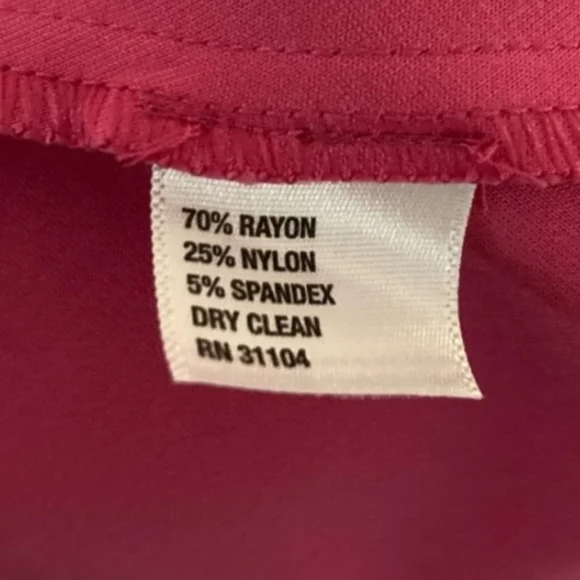 70% RAYON
25% NYLON
5% SPANDEX
DRY CLEAN
RN 31104